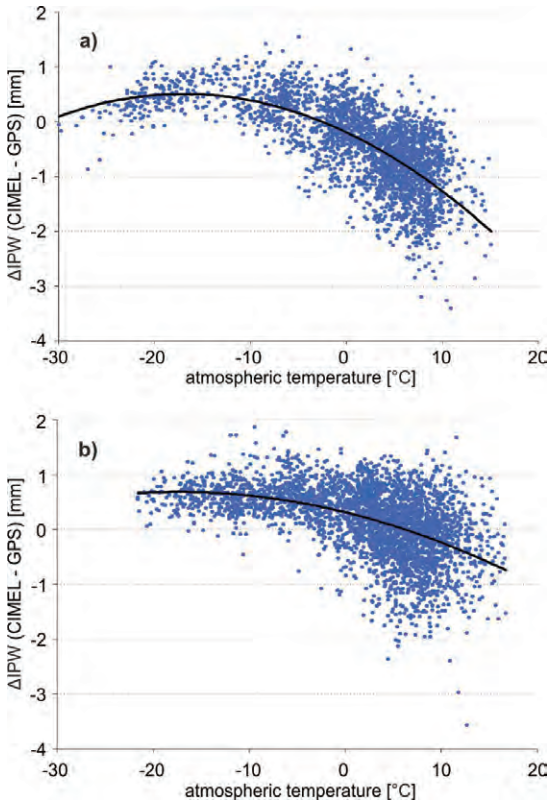 a)
ΔIPW (CIMEL - GPS) [mm]
2
1
0
-1
-2
-3
-4
-30 -20 -10 0 10 20
atmospheric temperature [°C]
b)
ΔIPW (CIMEL - GPS) [mm]
2
1
0
-1
-2
-3
-4
-30 -20 -10 0 10 20
atmospheric temperature [°C]